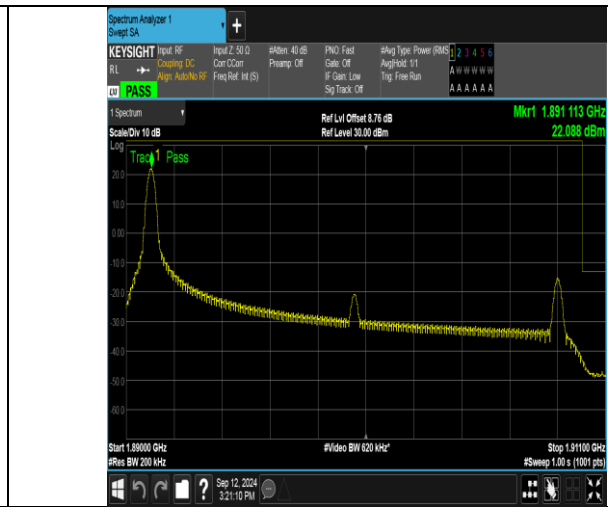 Spectrum Analyzer 1
Swept SA
+
KEYSIGHT
RL
LXI PASS
Input: RF
Coupling: DC
Align: Auto/No RF
Input Z: 50 Ω
Corr CCorr
Freq Ref: Int (S)
#Atten: 40 dB
Preamp: Off
PNO: Fast
Gate: Off
IF Gain: Low
Sig Track: Off
#Avg Type: Power (RMS
Avg|Hold: 1/1
Trig: Free Run
1 2 3 4 5 6
A W W W W W
A A A A A A
1 Spectrum
Scale/Div 10 dB
Ref Lvl Offset 8.76 dB
Ref Level 30.00 dBm
Mkr1 1.891 113 GHz
22.088 dBm
Log
Trac 1 Pass
20.0
10.0
0.00
-10.0
-20.0
-30.0
-40.0
-50.0
-60.0
Start 1.89000 GHz
#Res BW 200 kHz
#Video BW 620 kHz*
Stop 1.91100 GHz
#Sweep 1.00 s (1001 pts)
?
Sep 12, 2024
3:21:10 PM